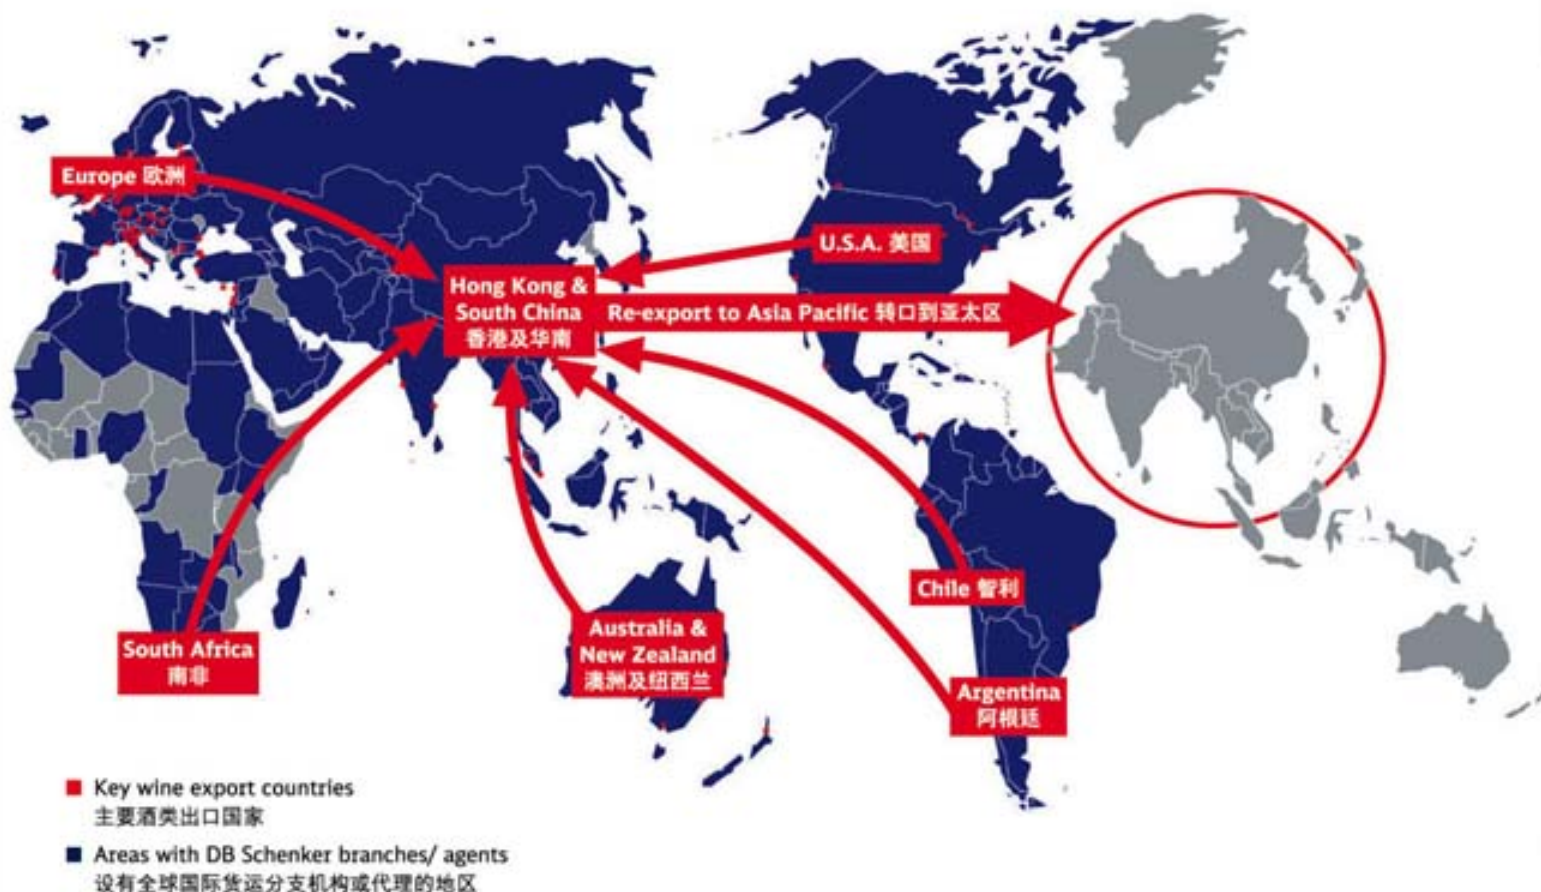 Europe 欧洲
U.S.A. 美国
Hong Kong &
South China
香港及华南
Re-export to Asia Pacific 转口到亚太区
Chile 智利
South Africa
南非
Australia &
New Zealand
澳洲及纽西兰
Argentina
阿根廷
Key wine export countries
主要酒类出口国家
Areas with DB Schenker branches/ agents
设有全球国际货运分支机构或代理的地区